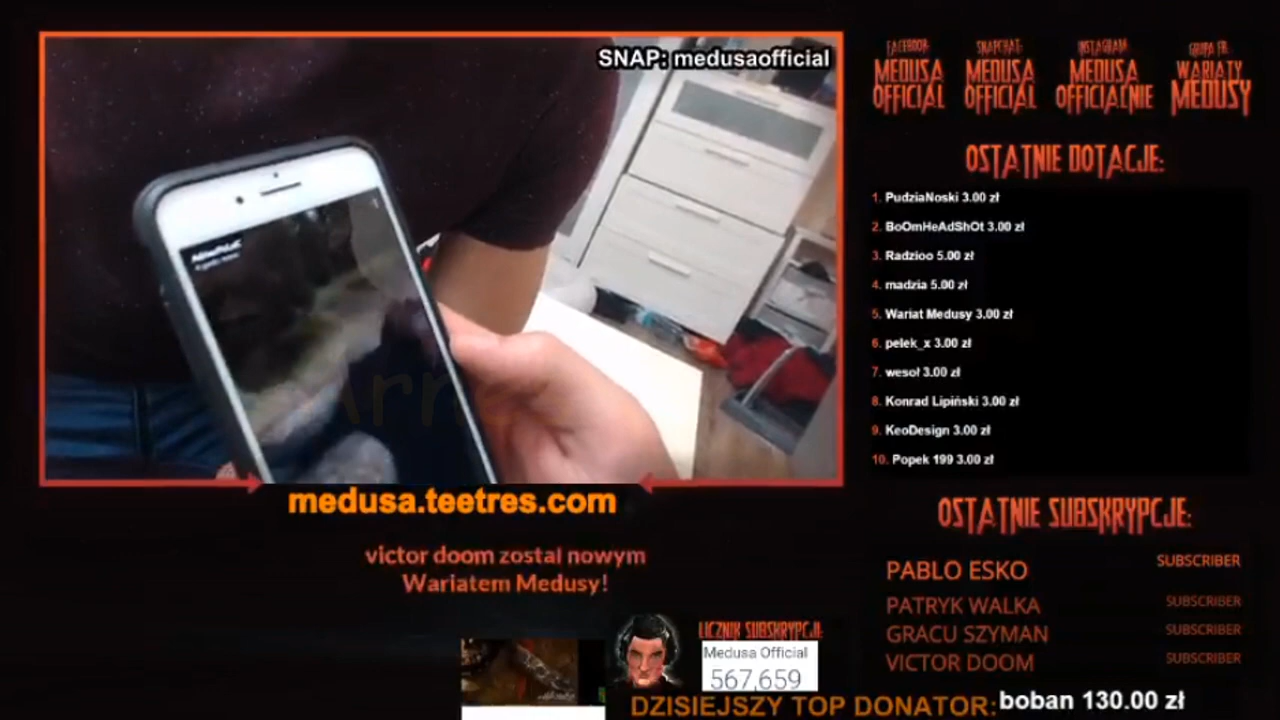 SNAP: medusaofficial
FACEBOOK:
MEDUSA
OFFICIAL
SNAPCHAT:
MEDUSA
OFFICIAL
INSTAGRAM:
MEDUSA
OFFICIALNIE
GRUPA FB:
WARIATY
MEDUSY
OSTATNIE DOTACJE:
1. PudziaNoski 3.00 zł
2. BoOmHeAdShOt 3.00 zł
3. Radzioo 5.00 zł
4. madzia 5.00 zł
5. Wariat Medusy 3.00 zł
6. pelek_x 3.00 zł
7. wesoł 3.00 zł
8. Konrad Lipiński 3.00 zł
9. KeoDesign 3.00 zł
10. Popek 199 3.00 zł
medusa.teetres.com
victor doom zostal nowym
Wariatem Medusy!
OSTATNIE SUBSKRYPCJE:
PABLO ESKO SUBSCRIBER
PATRYK WALKA SUBSCRIBER
GRACU SZYMAN SUBSCRIBER
VICTOR DOOM SUBSCRIBER
LICZNIK SUBSKRYPCJI:
Medusa Official
567,659
DZISIEJSZY TOP DONATOR: boban 130.00 zł